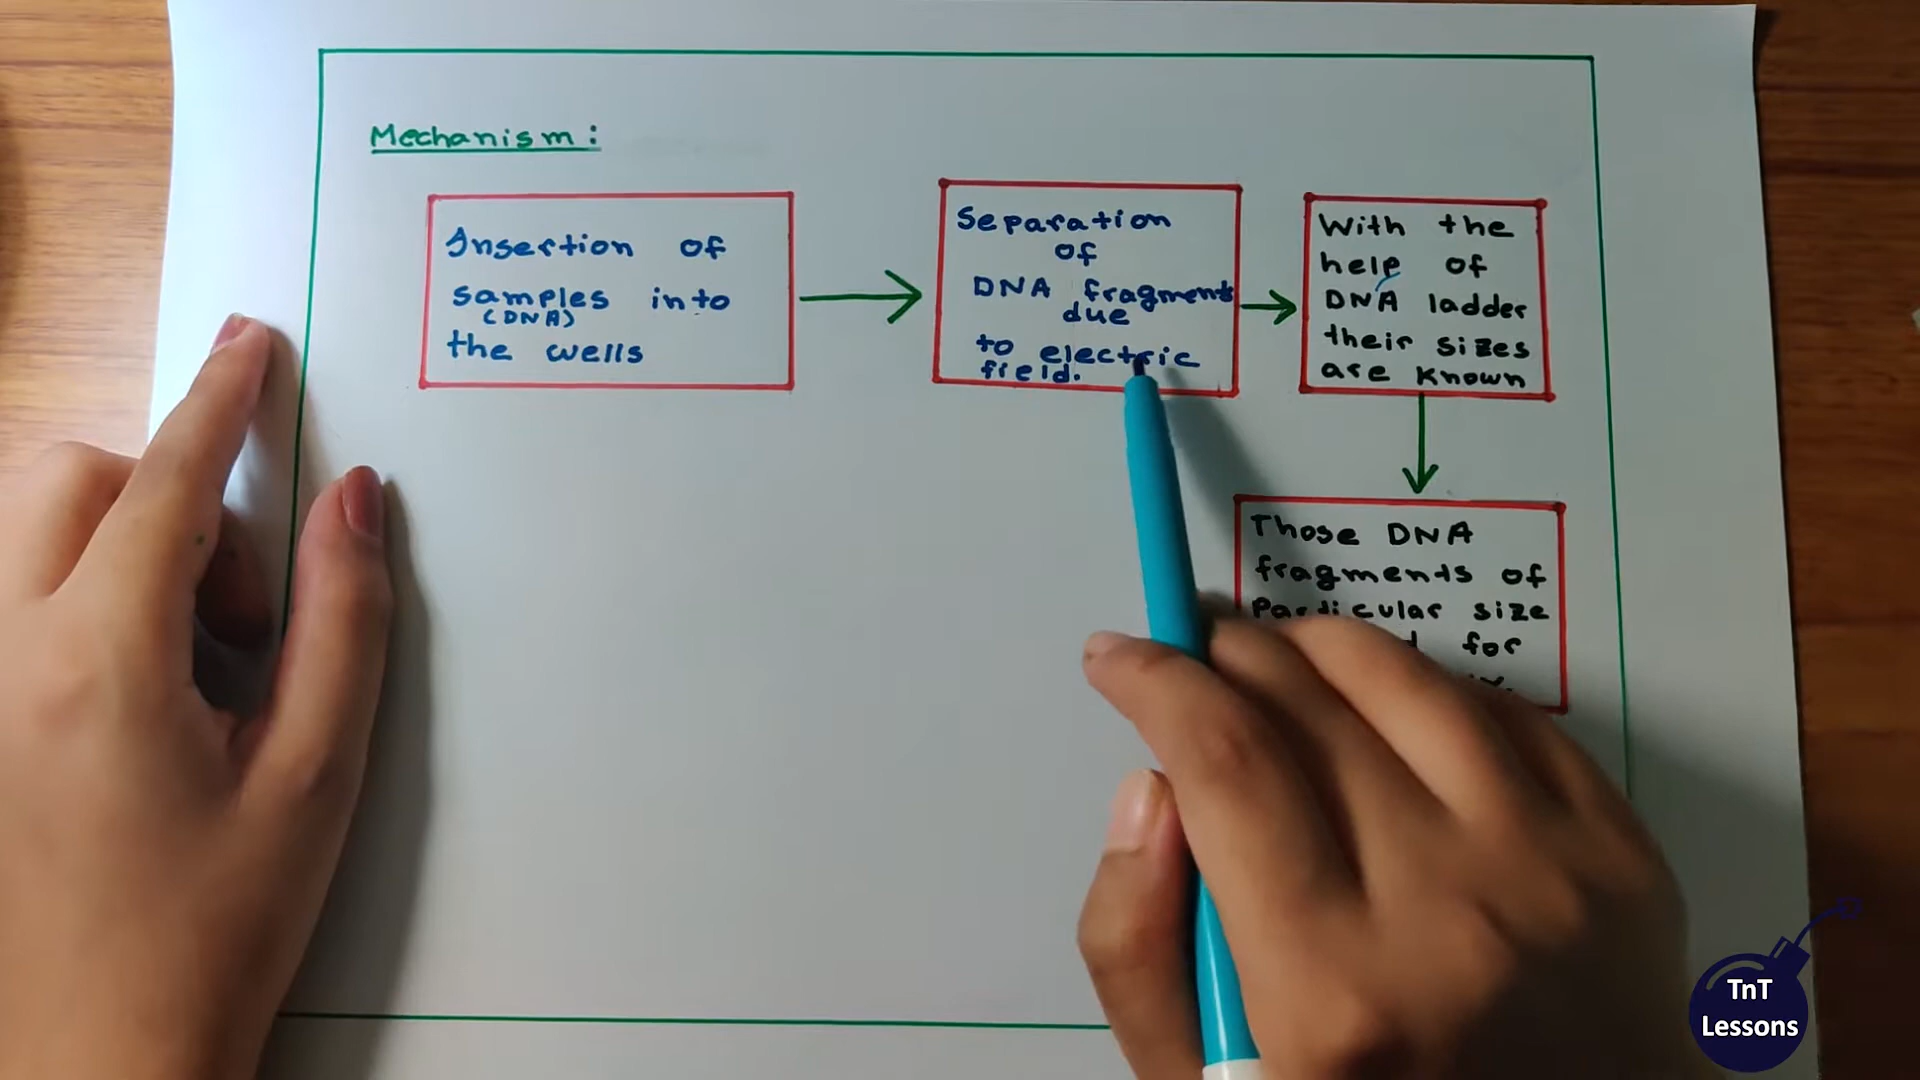 Mechanism:
Insertion of
samples into
(DNA)
the wells
Separation
of
DNA fragments
due
to electric
field.
With the
help of
DNA ladder
their sizes
are known
Those DNA
fragments of
Particular size
for
TnT
Lessons